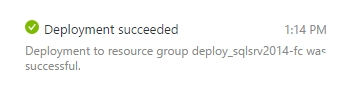 Deployment succeeded 1:14 PM
Deployment to resource group deploy_sqlsrv2014-fc was
successful.